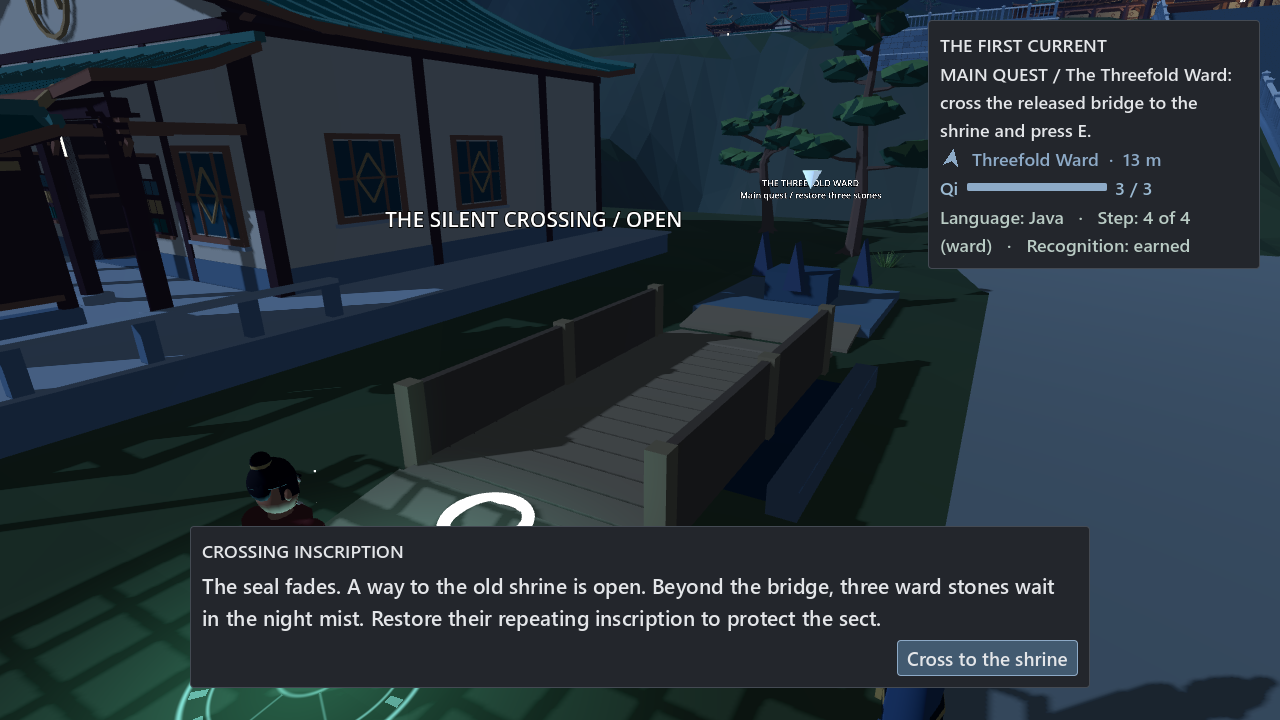 THE FIRST CURRENT
MAIN QUEST / The Threefold Ward:
cross the released bridge to the
shrine and press E.
Threefold Ward · 13 m
Qi 3 / 3
Language: Java · Step: 4 of 4
(ward) · Recognition: earned
THE THREEFOLD WARD
Main quest / restore three stones
THE SILENT CROSSING / OPEN
CROSSING INSCRIPTION
The seal fades. A way to the old shrine is open. Beyond the bridge, three ward stones wait
in the night mist. Restore their repeating inscription to protect the sect.
Cross to the shrine